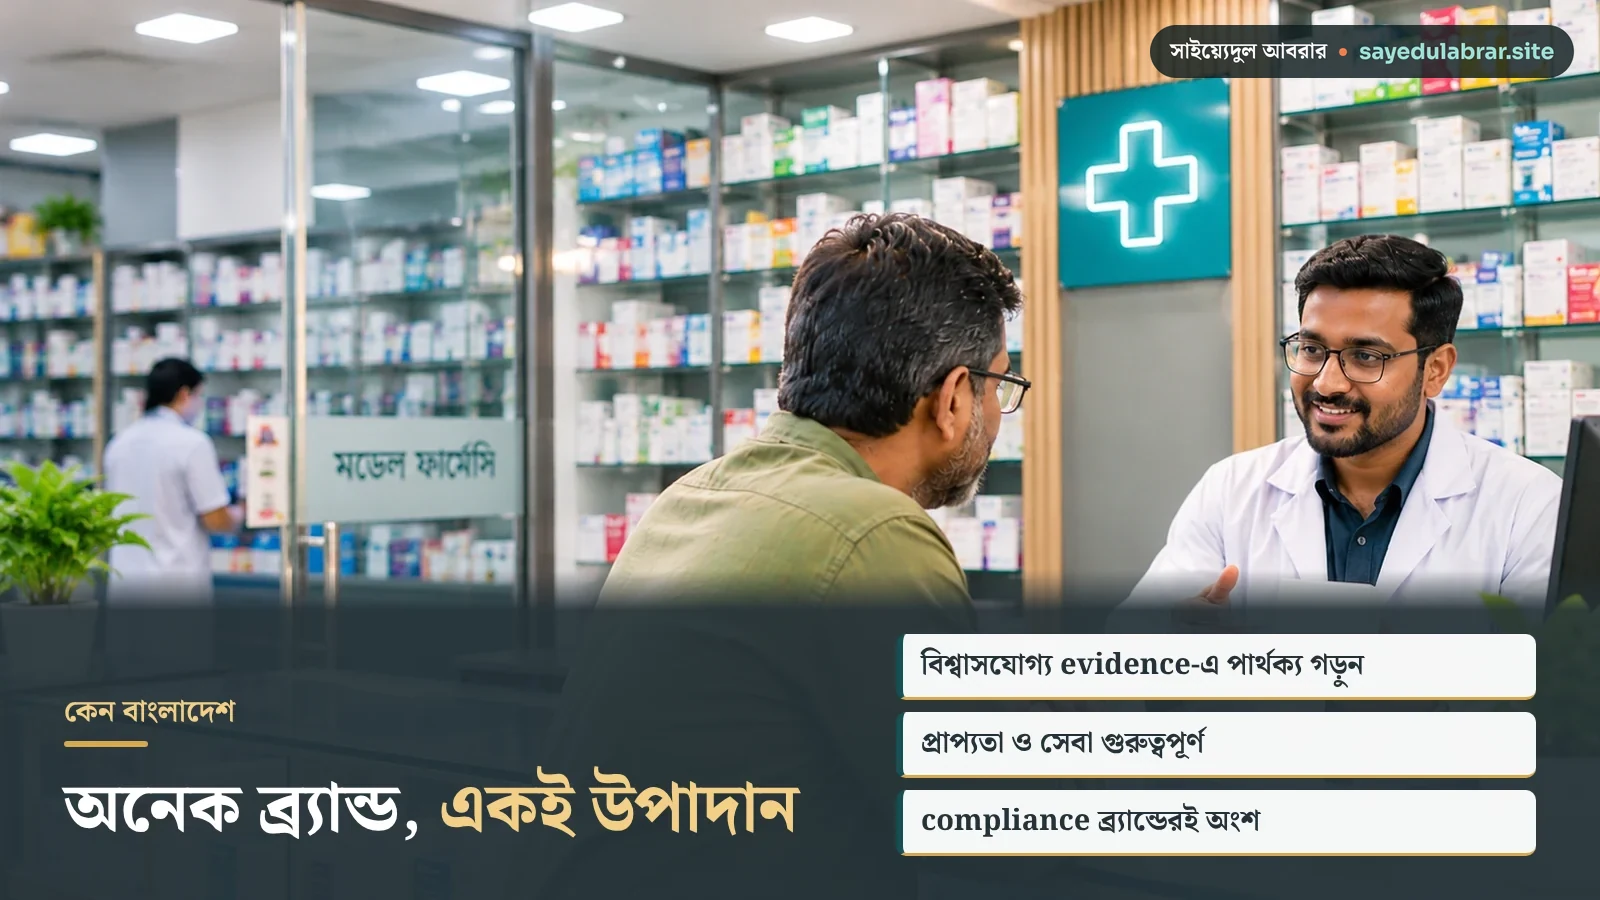 সাইয়্যেদুল আবরার • sayedulabrar.site
মডেল ফার্মেসি
কেন বাংলাদেশ
অনেক ব্র্যান্ড, একই উপাদান
বিশ্বাসযোগ্য evidence-এ পার্থক্য গড়ুন
প্রাপ্যতা ও সেবা গুরুত্বপূর্ণ
compliance ব্র্যান্ডেরই অংশ